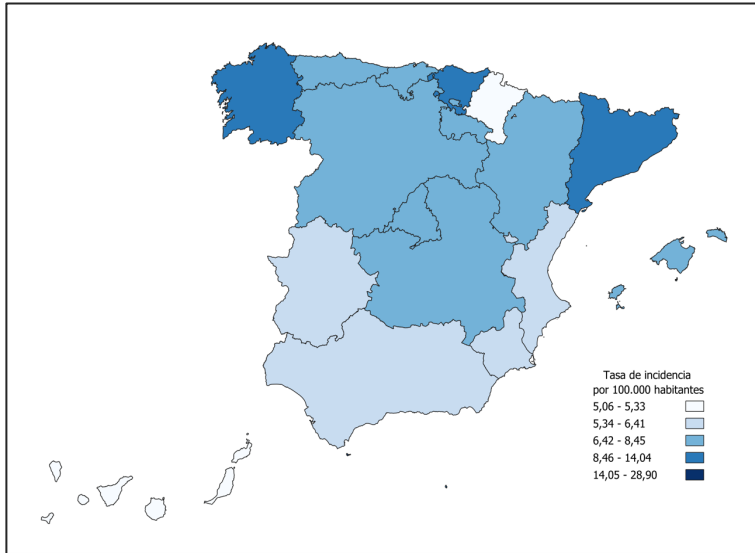 Tasa de incidencia
por 100.000 habitantes
5,06 - 5,33
5,34 - 6,41
6,42 - 8,45
8,46 - 14,04
14,05 - 28,90